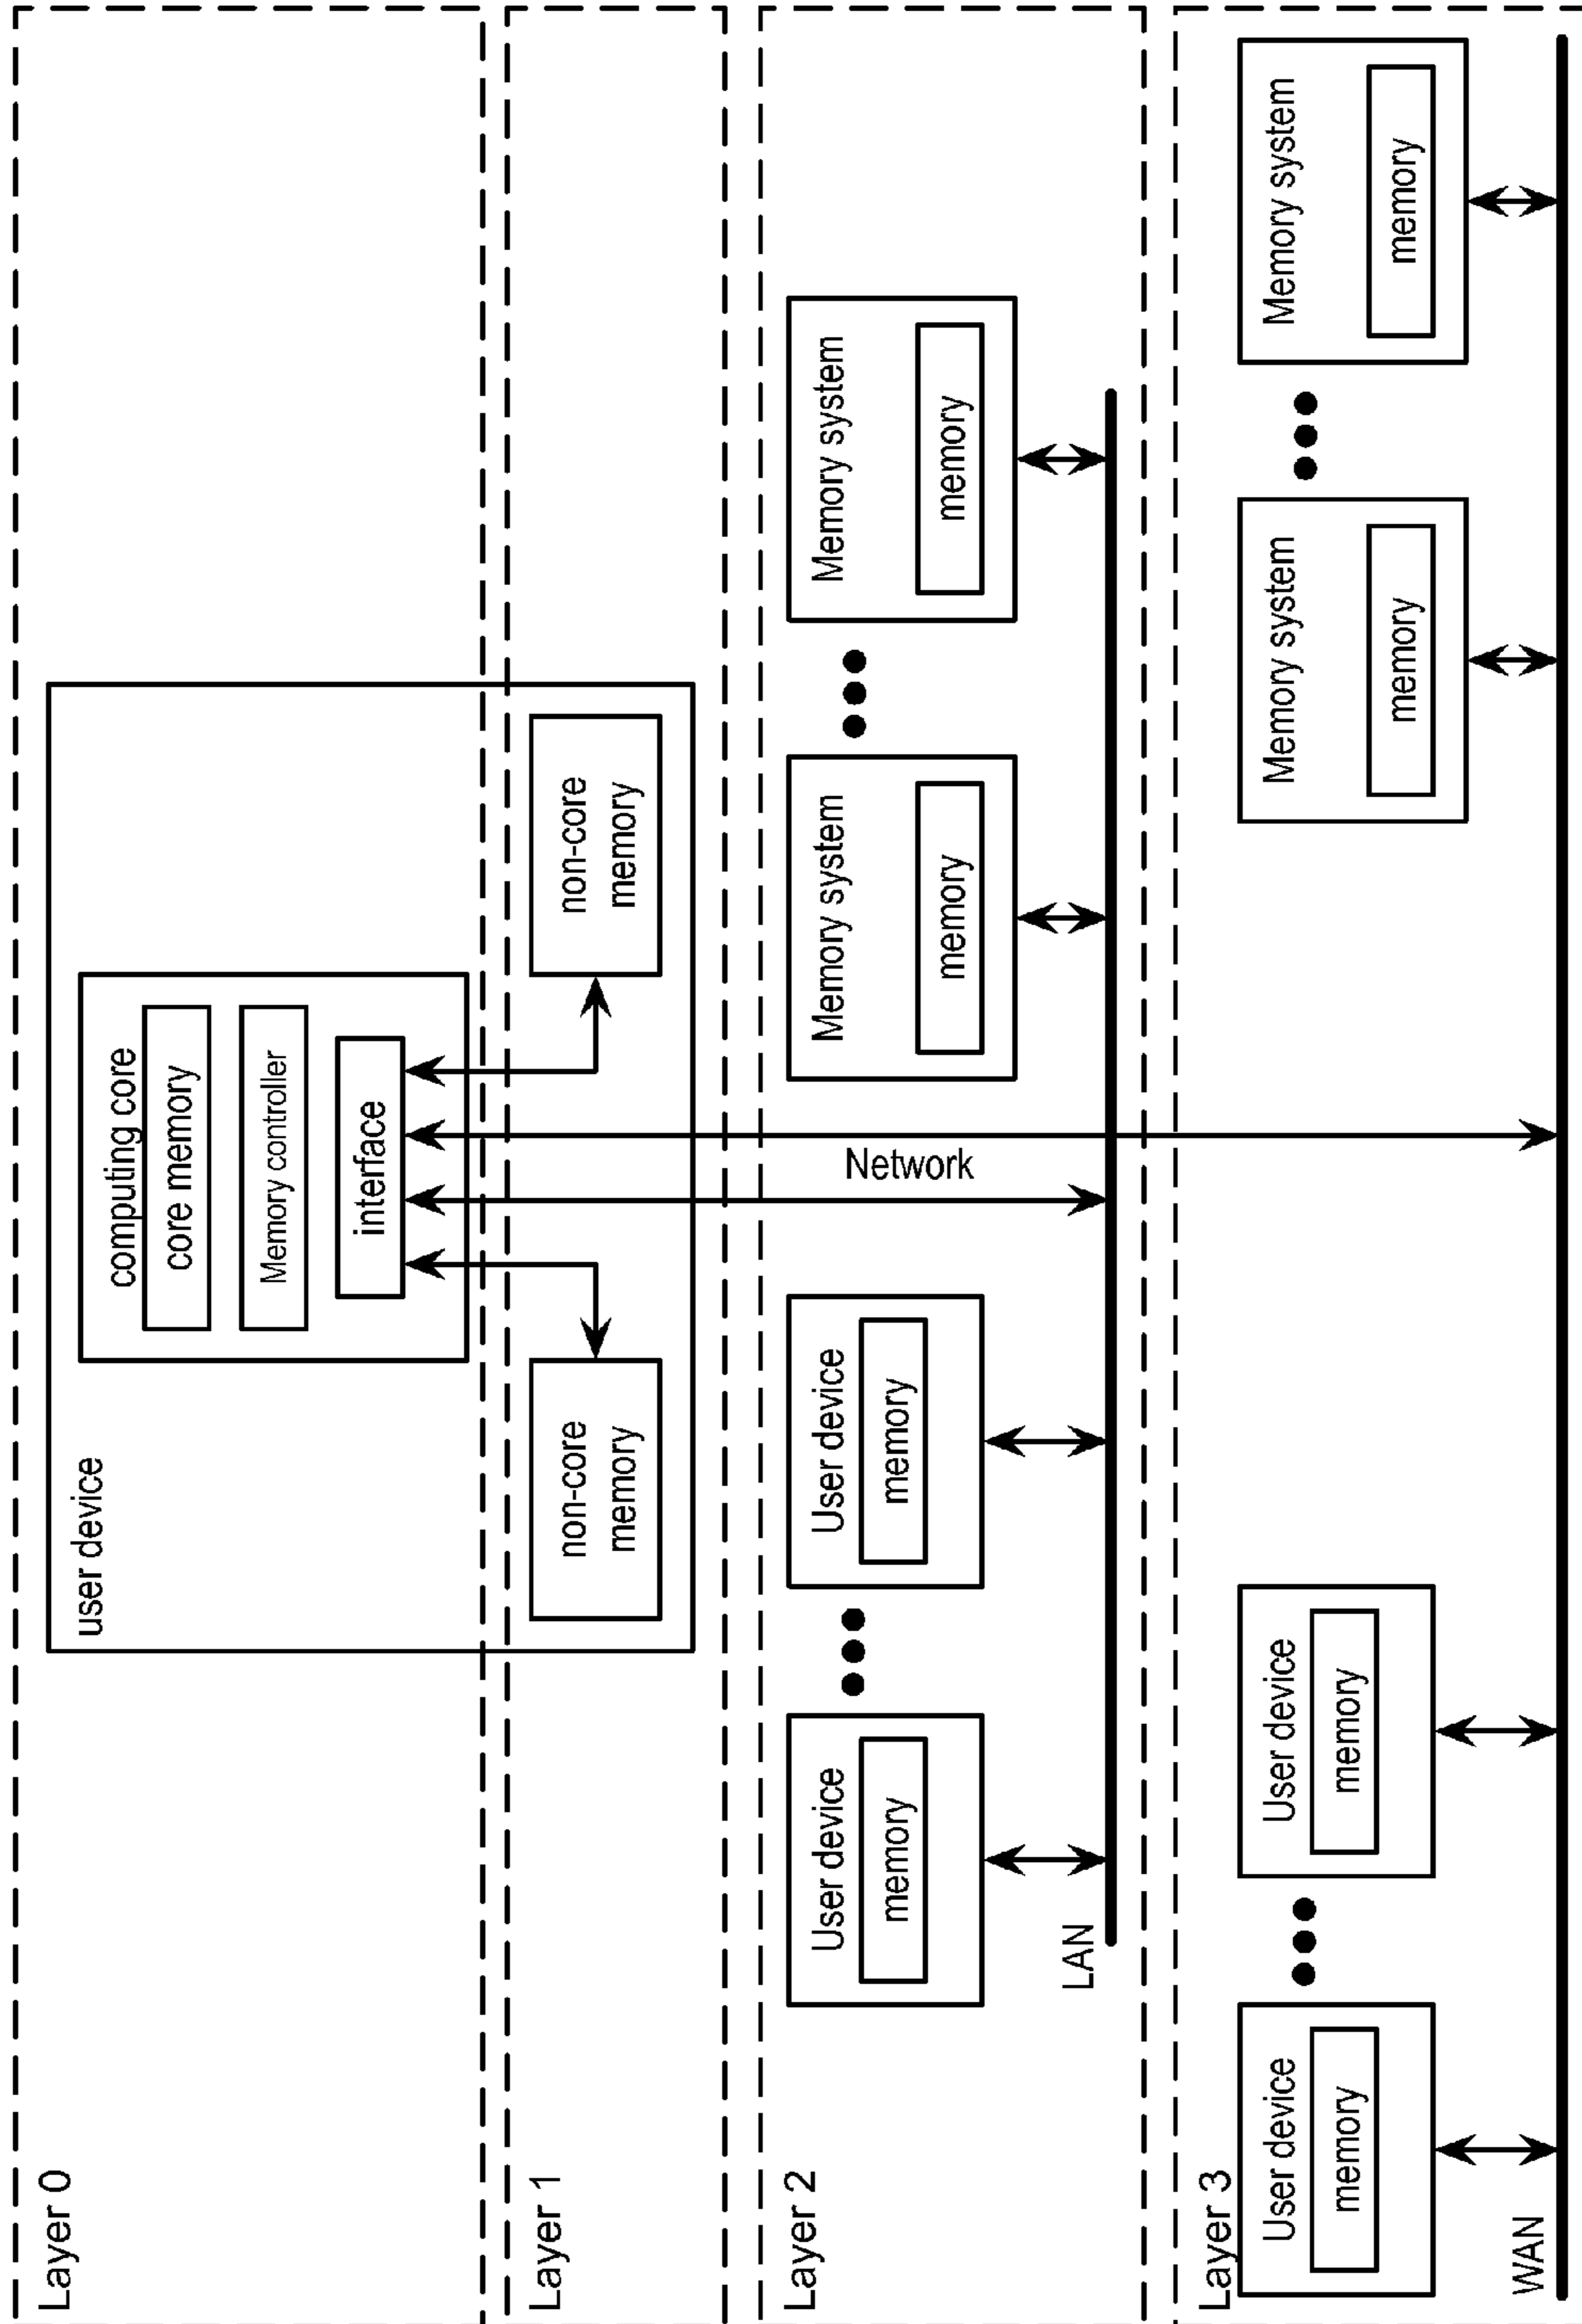 Layer 0
user device
computing core
core memory
Memory controller
interface
Layer 1
non-core
memory
non-core
memory
Layer 2
User device
memory
User device
memory
Network
Memory system
memory
Memory system
memory
LAN
Layer 3
User device
memory
User device
memory
Memory system
memory
Memory system
memory
WAN